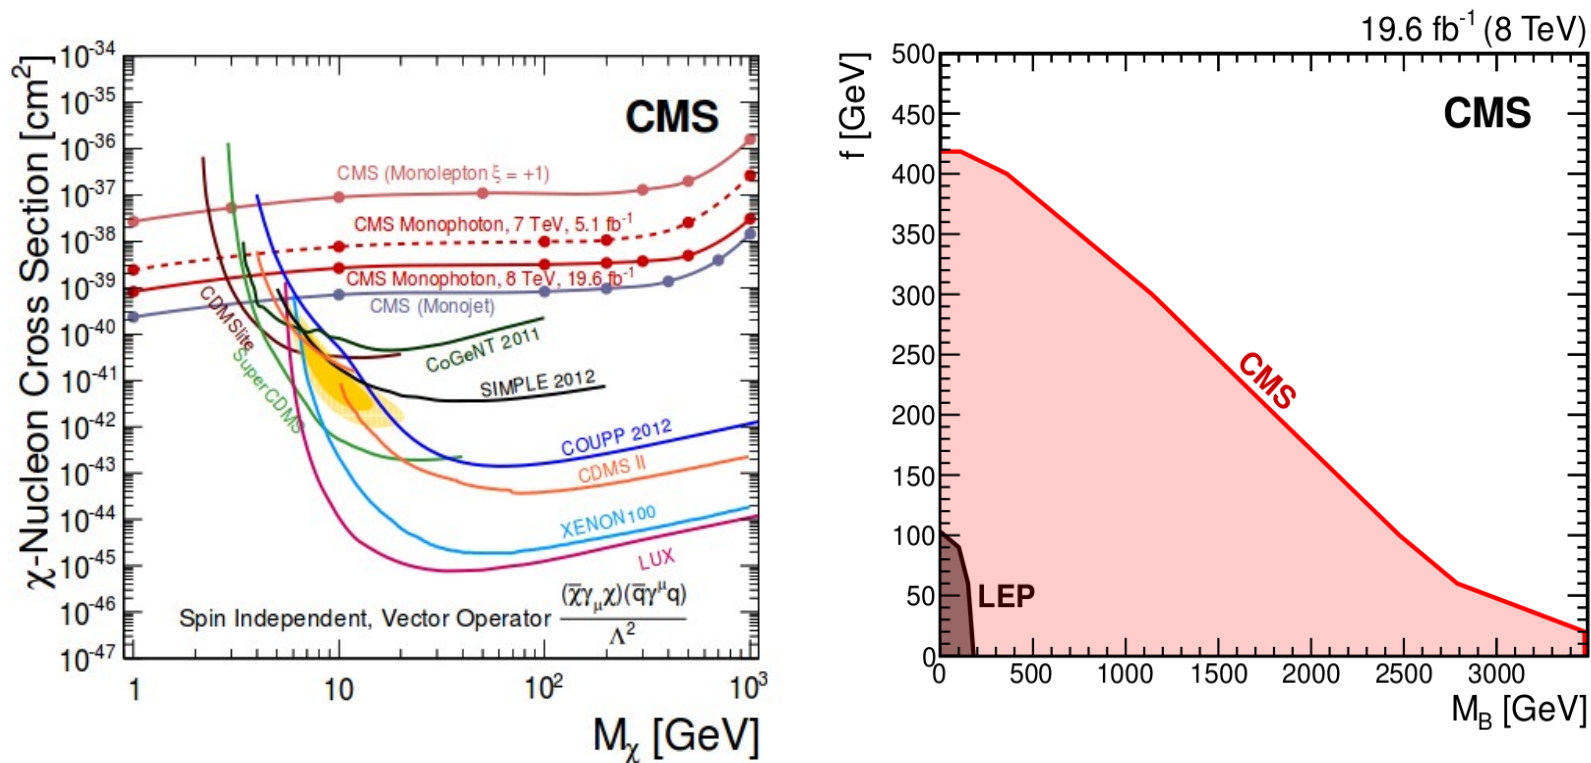 10⁻³⁴
10⁻³⁵
10⁻³⁶
10⁻³⁷
10⁻³⁸
10⁻³⁹
10⁻⁴⁰
10⁻⁴¹
10⁻⁴²
10⁻⁴³
10⁻⁴⁴
10⁻⁴⁵
10⁻⁴⁶
10⁻⁴⁷
χ-Nucleon Cross Section [cm²]
CMS
CMS (Monolepton ξ = +1)
CMS Monophoton, 7 TeV, 5.1 fb⁻¹
CMS Monophoton, 8 TeV, 19.6 fb⁻¹
CMS (Monojet)
CDMSlite
SuperCDMS
CoGeNT 2011
SIMPLE 2012
COUPP 2012
CDMS II
XENON100
LUX
Spin Independent, Vector Operator (χ̅γ_μχ)(q̅γ^μq)
Λ²
1 10 10² 10³
M_χ [GeV]
19.6 fb⁻¹ (8 TeV)
500
450
400
350
300
250
200
150
100
50
0
f [GeV]
CMS
CMS
LEP
0 500 1000 1500 2000 2500 3000
M_B [GeV]